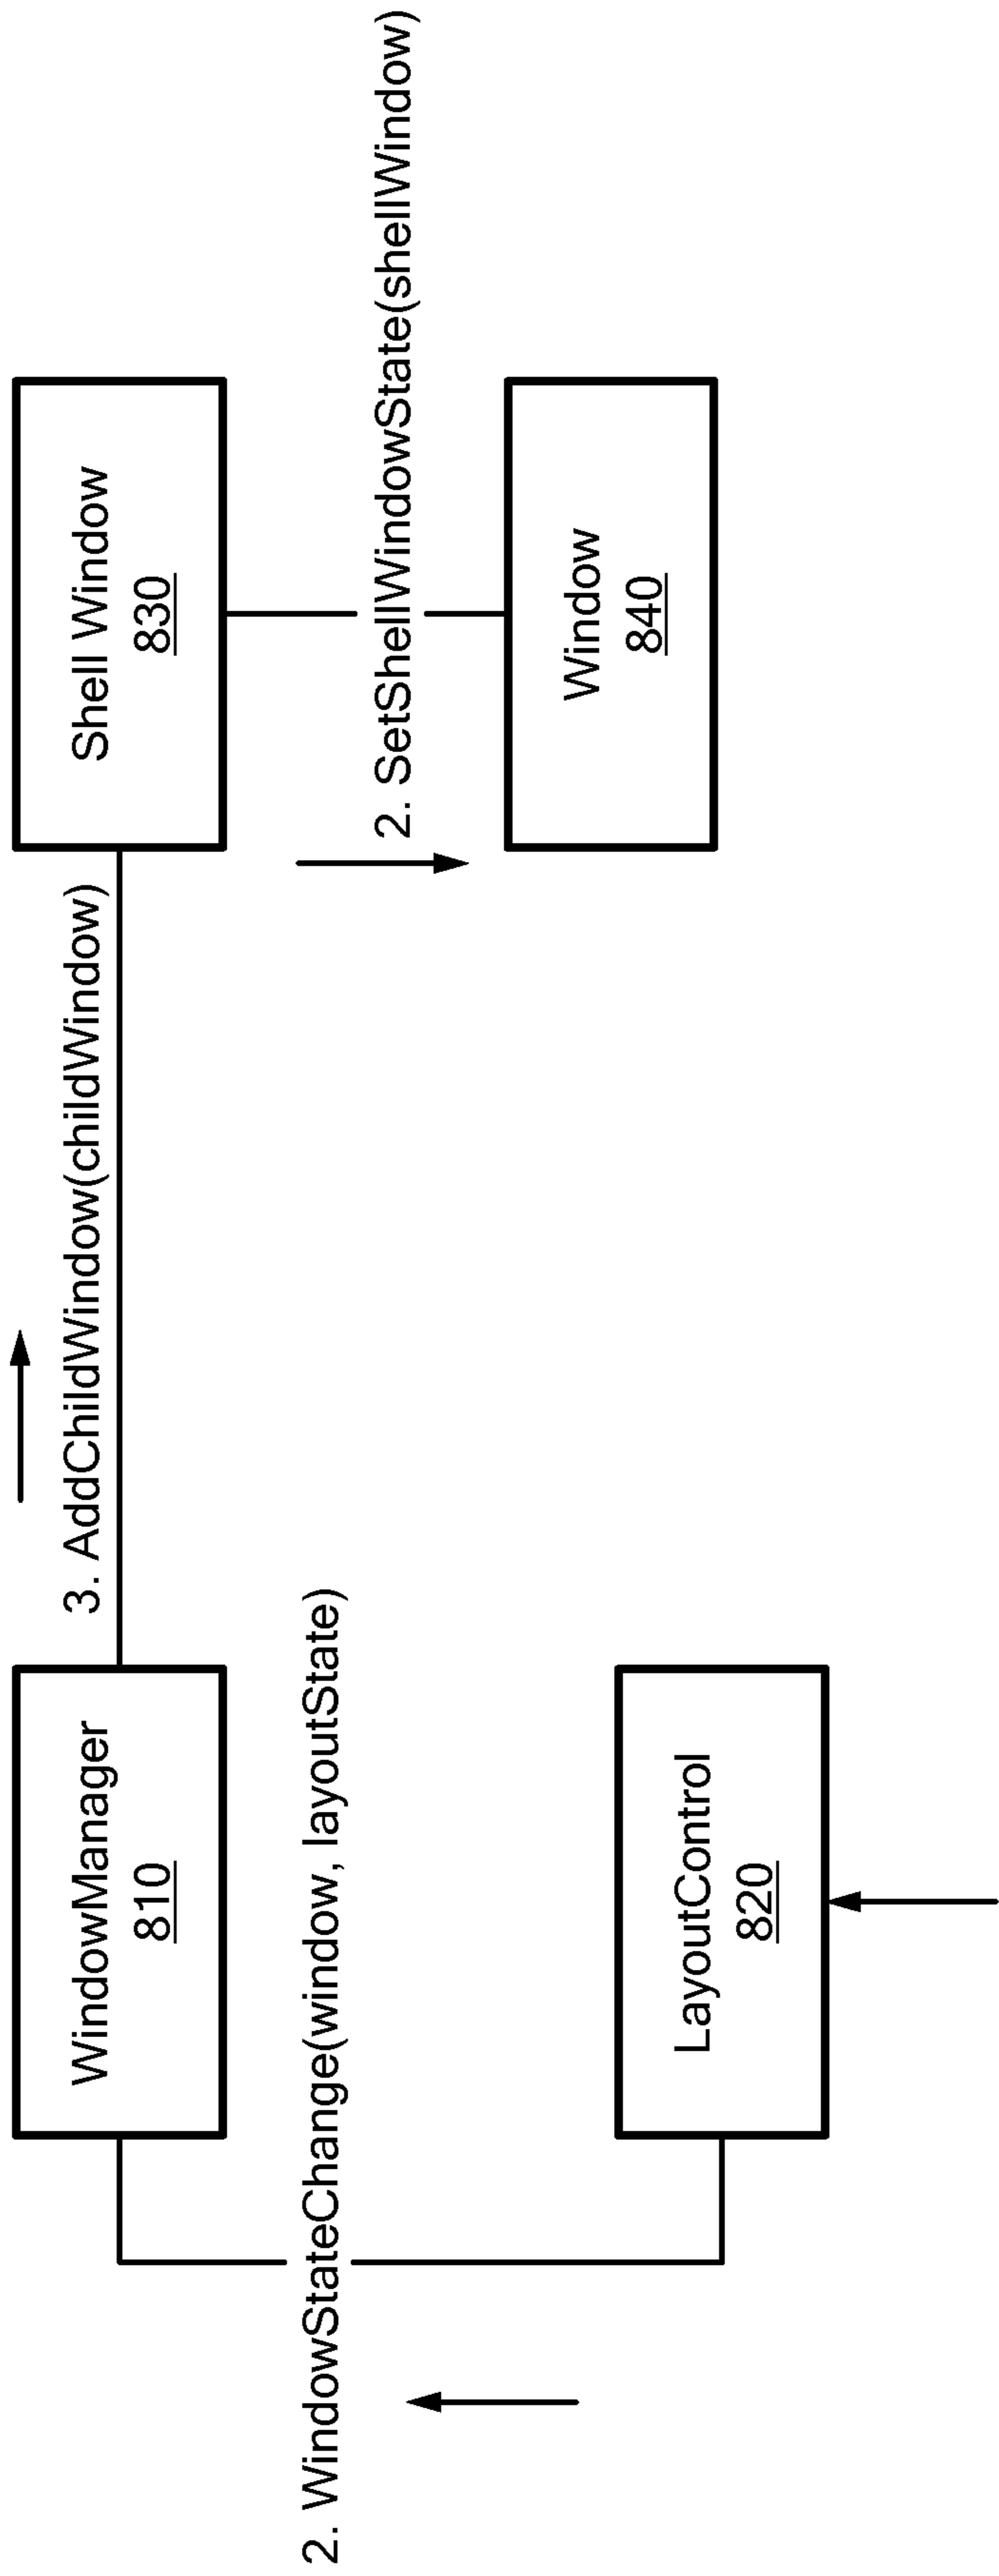 3. AddChildWindow(childWindow)
WindowManager
810
Shell Window
830
2. WindowStateChange(window, layoutState)
2. SetShellWindowState(shellWindow)
LayoutControl
820
Window
840